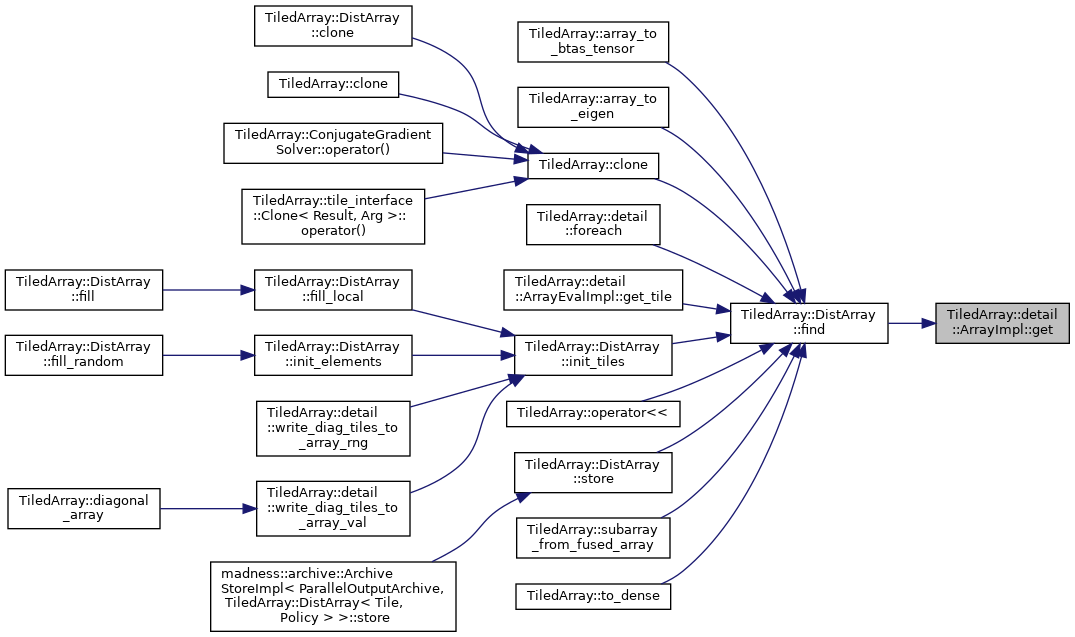 TiledArray::DistArray
::clone
TiledArray::clone
TiledArray::ConjugateGradient
Solver::operator()
TiledArray::tile_interface
::Clone< Result, Arg >::
operator()
TiledArray::DistArray
::fill
TiledArray::DistArray
::fill_local
TiledArray::DistArray
::fill_random
TiledArray::DistArray
::init_elements
TiledArray::detail
::write_diag_tiles_to
_array_rng
TiledArray::diagonal
_array
TiledArray::detail
::write_diag_tiles_to
_array_val
madness::archive::Archive
StoreImpl< ParallelOutputArchive,
TiledArray::DistArray< Tile,
Policy > >::store
TiledArray::array_to
_btas_tensor
TiledArray::array_to
_eigen
TiledArray::clone
TiledArray::detail
::foreach
TiledArray::detail
::ArrayEvalImpl::get_tile
TiledArray::DistArray
::init_tiles
TiledArray::operator<<
TiledArray::DistArray
::store
TiledArray::subarray
_from_fused_array
TiledArray::to_dense
TiledArray::DistArray
::find
TiledArray::detail
::ArrayImpl::get